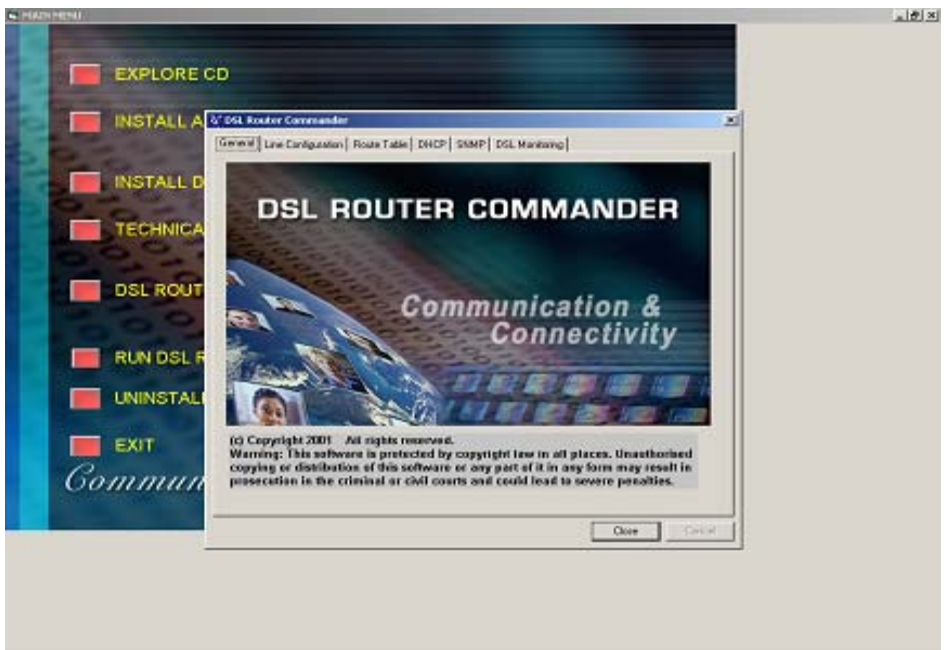 MAIN MENU
EXPLORE CD
INSTALL A
INSTALL D
TECHNICA
DSL ROUT
RUN DSL R
UNINSTALL
EXIT
Commun
DSL Router Commander
General Line Configuration Route Table DHCP SNMP DSL Monitoring
DSL ROUTER COMMANDER
Communication &
Connectivity
(c) Copyright 2001 All rights reserved.
Warning: This software is protected by copyright law in all places. Unauthorised
copying or distribution of this software or any part of it in any form may result in
prosecution in the criminal or civil courts and could lead to severe penalties.
Close Cancel